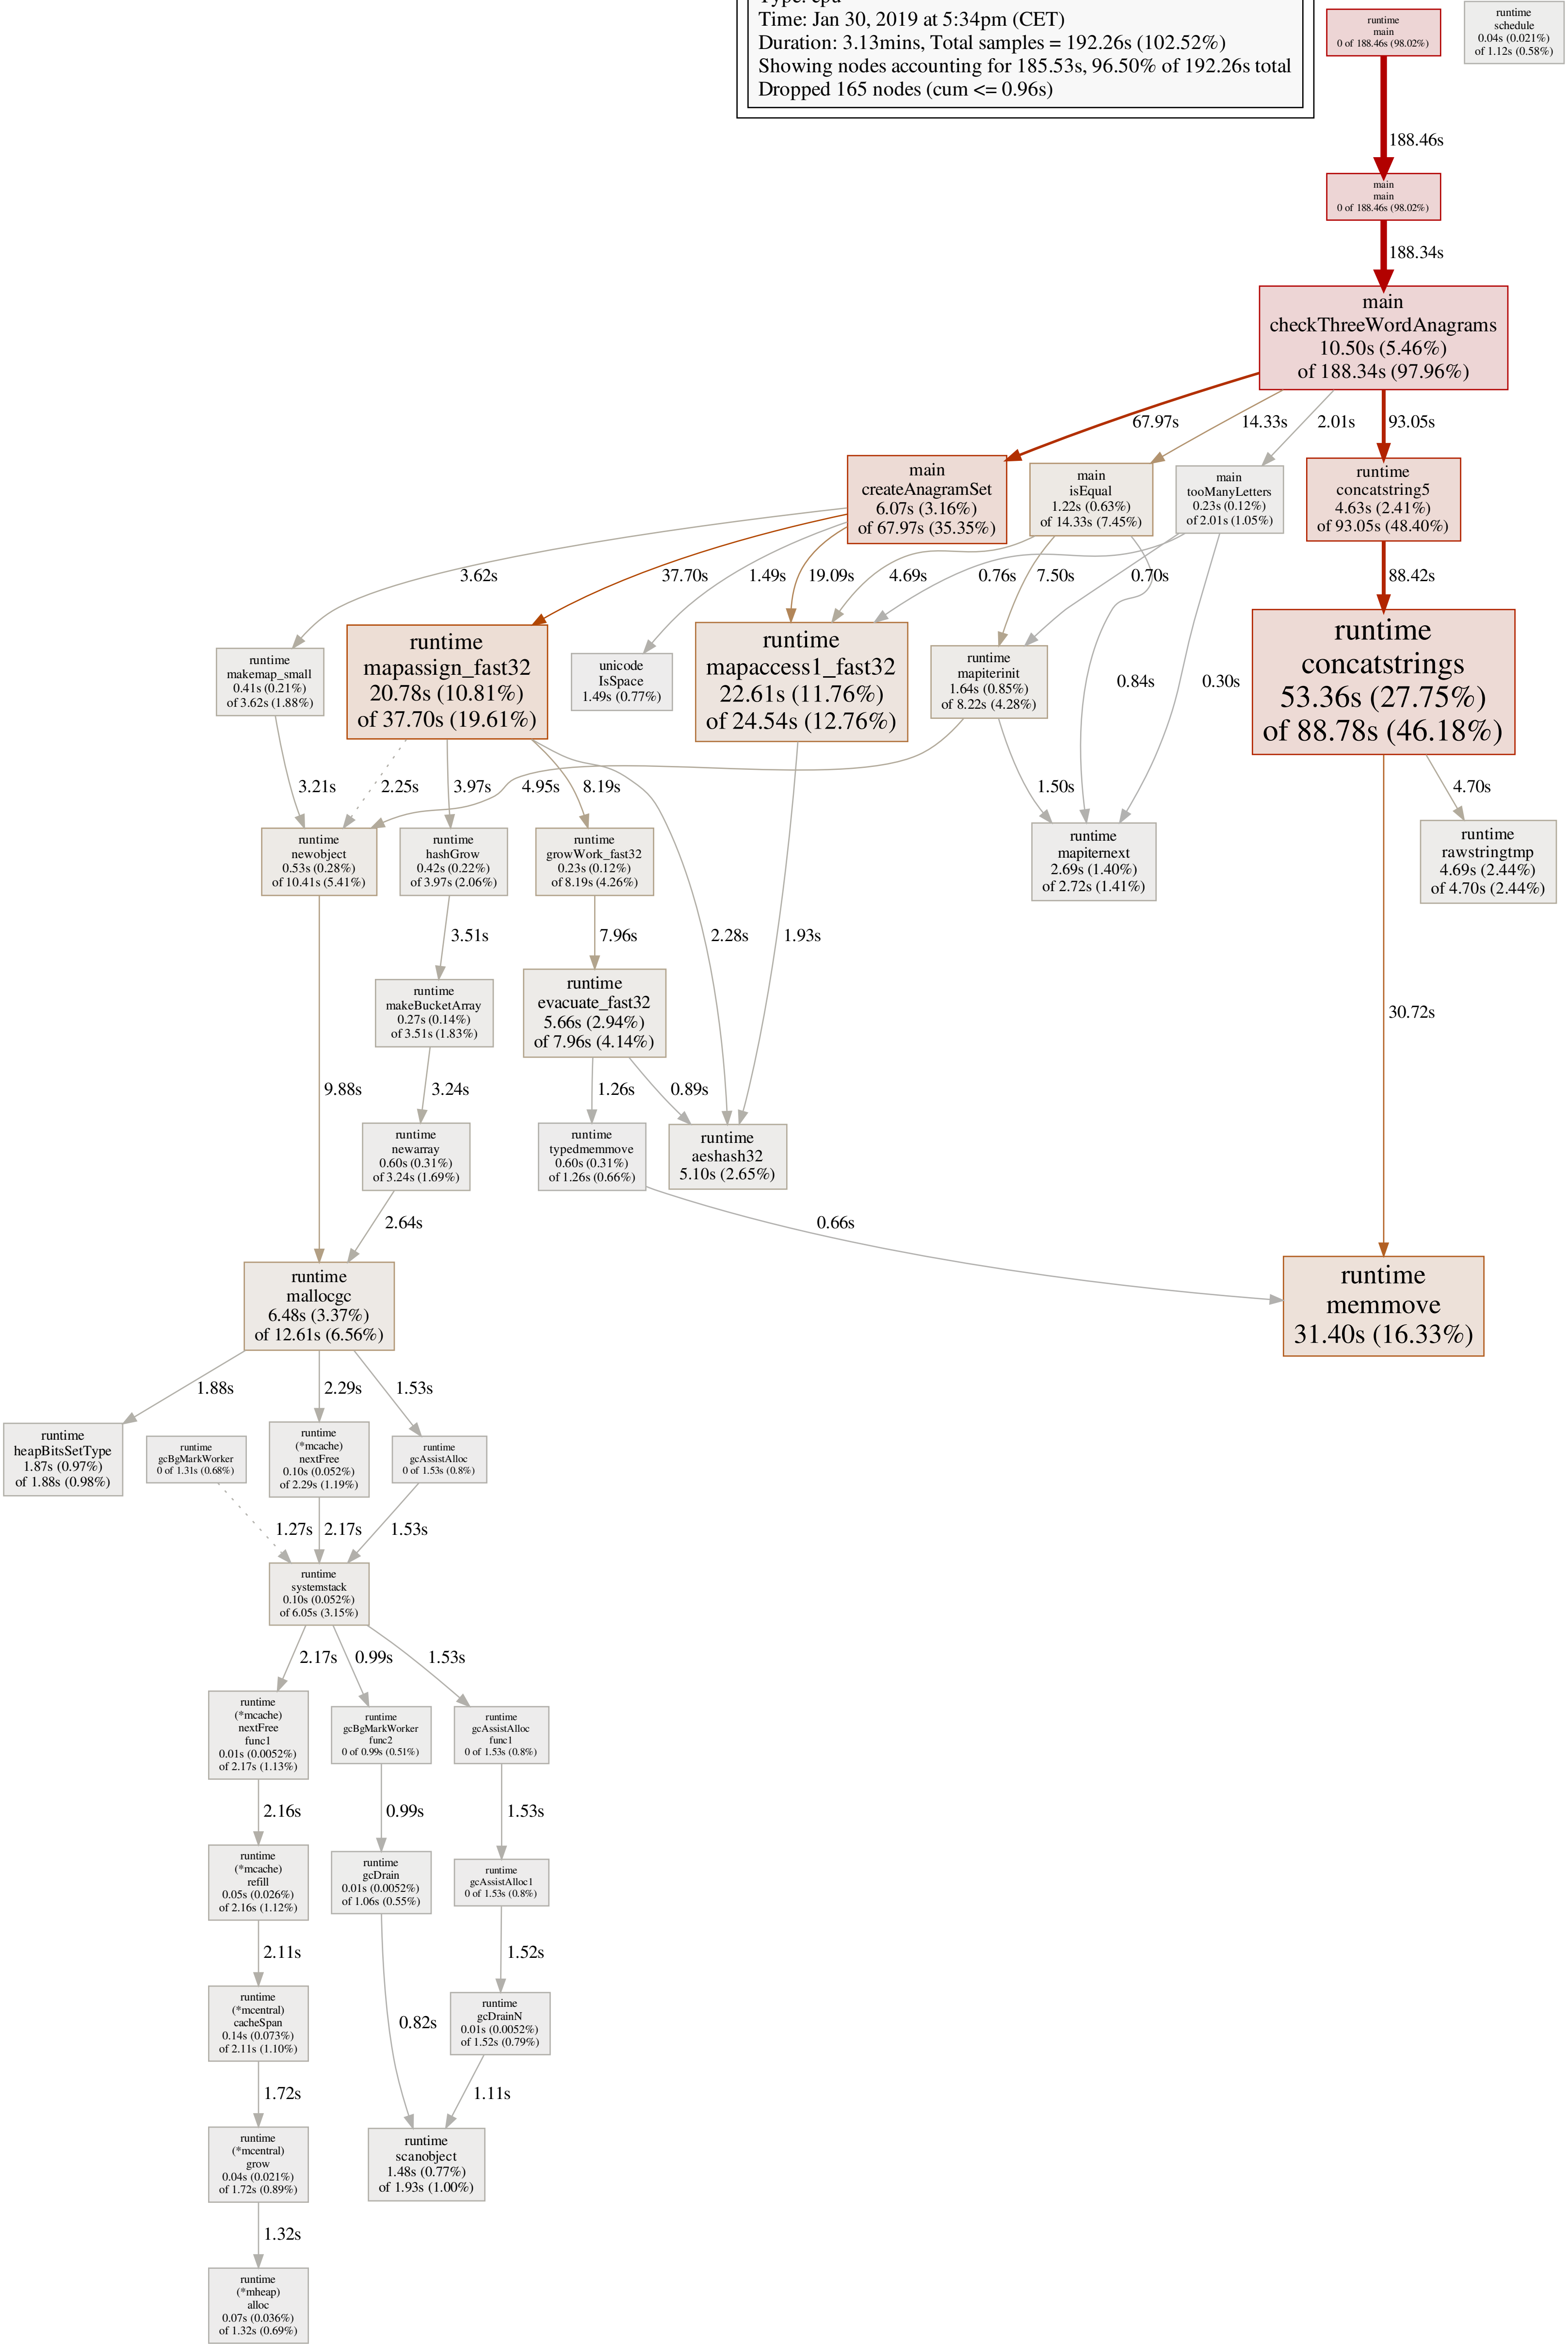 Type: cpu
Time: Jan 30, 2019 at 5:34pm (CET)
Duration: 3.13mins, Total samples = 192.26s (102.52%)
Showing nodes accounting for 185.53s, 96.50% of 192.26s total
Dropped 165 nodes (cum <= 0.96s)
runtime
main
0 of 188.46s (98.02%)
runtime
schedule
0.04s (0.021%)
of 1.12s (0.58%)
188.46s
main
main
0 of 188.46s (98.02%)
188.34s
main
checkThreeWordAnagrams
10.50s (5.46%)
of 188.34s (97.96%)
67.97s
14.33s
2.01s
93.05s
main
createAnagramSet
6.07s (3.16%)
of 67.97s (35.35%)
main
isEqual
1.22s (0.63%)
of 14.33s (7.45%)
main
tooManyLetters
0.23s (0.12%)
of 2.01s (1.05%)
runtime
concatstring5
4.63s (2.41%)
of 93.05s (48.40%)
3.62s
37.70s
1.49s
19.09s
4.69s
0.76s
7.50s
0.70s
88.42s
runtime
makemap_small
0.41s (0.21%)
of 3.62s (1.88%)
runtime
mapassign_fast32
20.78s (10.81%)
of 37.70s (19.61%)
unicode
IsSpace
1.49s (0.77%)
runtime
mapaccess1_fast32
22.61s (11.76%)
of 24.54s (12.76%)
runtime
mapiterinit
1.64s (0.85%)
of 8.22s (4.28%)
0.84s
0.30s
runtime
concatstrings
53.36s (27.75%)
of 88.78s (46.18%)
3.21s
2.25s
3.97s
4.95s
8.19s
1.50s
4.70s
runtime
newobject
0.53s (0.28%)
of 10.41s (5.41%)
runtime
hashGrow
0.42s (0.22%)
of 3.97s (2.06%)
runtime
growWork_fast32
0.23s (0.12%)
of 8.19s (4.26%)
runtime
mapiternext
2.69s (1.40%)
of 2.72s (1.41%)
runtime
rawstringtmp
4.69s (2.44%)
of 4.70s (2.44%)
3.51s
7.96s
2.28s
1.93s
runtime
makeBucketArray
0.27s (0.14%)
of 3.51s (1.83%)
runtime
evacuate_fast32
5.66s (2.94%)
of 7.96s (4.14%)
30.72s
9.88s
3.24s
1.26s
0.89s
runtime
newarray
0.60s (0.31%)
of 3.24s (1.69%)
runtime
typedmemmove
0.60s (0.31%)
of 1.26s (0.66%)
runtime
aeshash32
5.10s (2.65%)
2.64s
0.66s
runtime
mallocgc
6.48s (3.37%)
of 12.61s (6.56%)
runtime
memmove
31.40s (16.33%)
1.88s
2.29s
1.53s
runtime
heapBitsSetType
1.87s (0.97%)
of 1.88s (0.98%)
runtime
gcBgMarkWorker
0 of 1.31s (0.68%)
runtime
(*mcache)
nextFree
0.10s (0.052%)
of 2.29s (1.19%)
runtime
gcAssistAlloc
0 of 1.53s (0.8%)
1.27s
2.17s
1.53s
runtime
systemstack
0.10s (0.052%)
of 6.05s (3.15%)
2.17s
0.99s
1.53s
runtime
(*mcache)
nextFree
func1
0.01s (0.0052%)
of 2.17s (1.13%)
runtime
gcBgMarkWorker
func2
0 of 0.99s (0.51%)
runtime
gcAssistAlloc
func1
0 of 1.53s (0.8%)
2.16s
0.99s
1.53s
runtime
(*mcache)
refill
0.05s (0.026%)
of 2.16s (1.12%)
runtime
gcDrain
0.01s (0.0052%)
of 1.06s (0.55%)
runtime
gcAssistAlloc1
0 of 1.53s (0.8%)
2.11s
1.52s
runtime
(*mcentral)
cacheSpan
0.14s (0.073%)
of 2.11s (1.10%)
0.82s
runtime
gcDrainN
0.01s (0.0052%)
of 1.52s (0.79%)
1.72s
1.11s
runtime
(*mcentral)
grow
0.04s (0.021%)
of 1.72s (0.89%)
runtime
scanobject
1.48s (0.77%)
of 1.93s (1.00%)
1.32s
runtime
(*mheap)
alloc
0.07s (0.036%)
of 1.32s (0.69%)